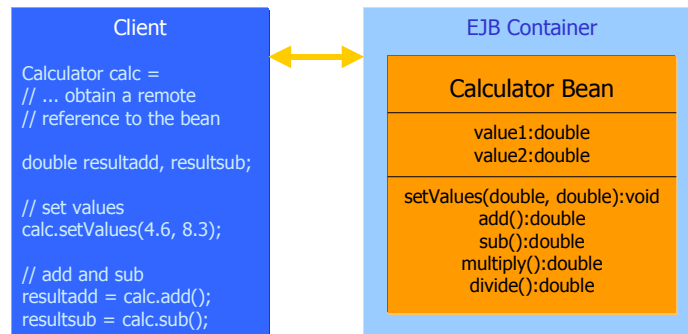 Client
Calculator calc =
// ... obtain a remote
// reference to the bean
double resultadd, resultsub;
// set values
calc.setValues(4.6, 8.3);
// add and sub
resultadd = calc.add();
resultsub = calc.sub();
EJB Container
Calculator Bean
value1:double
value2:double
setValues(double, double):void
add():double
sub():double
multiply():double
divide():double